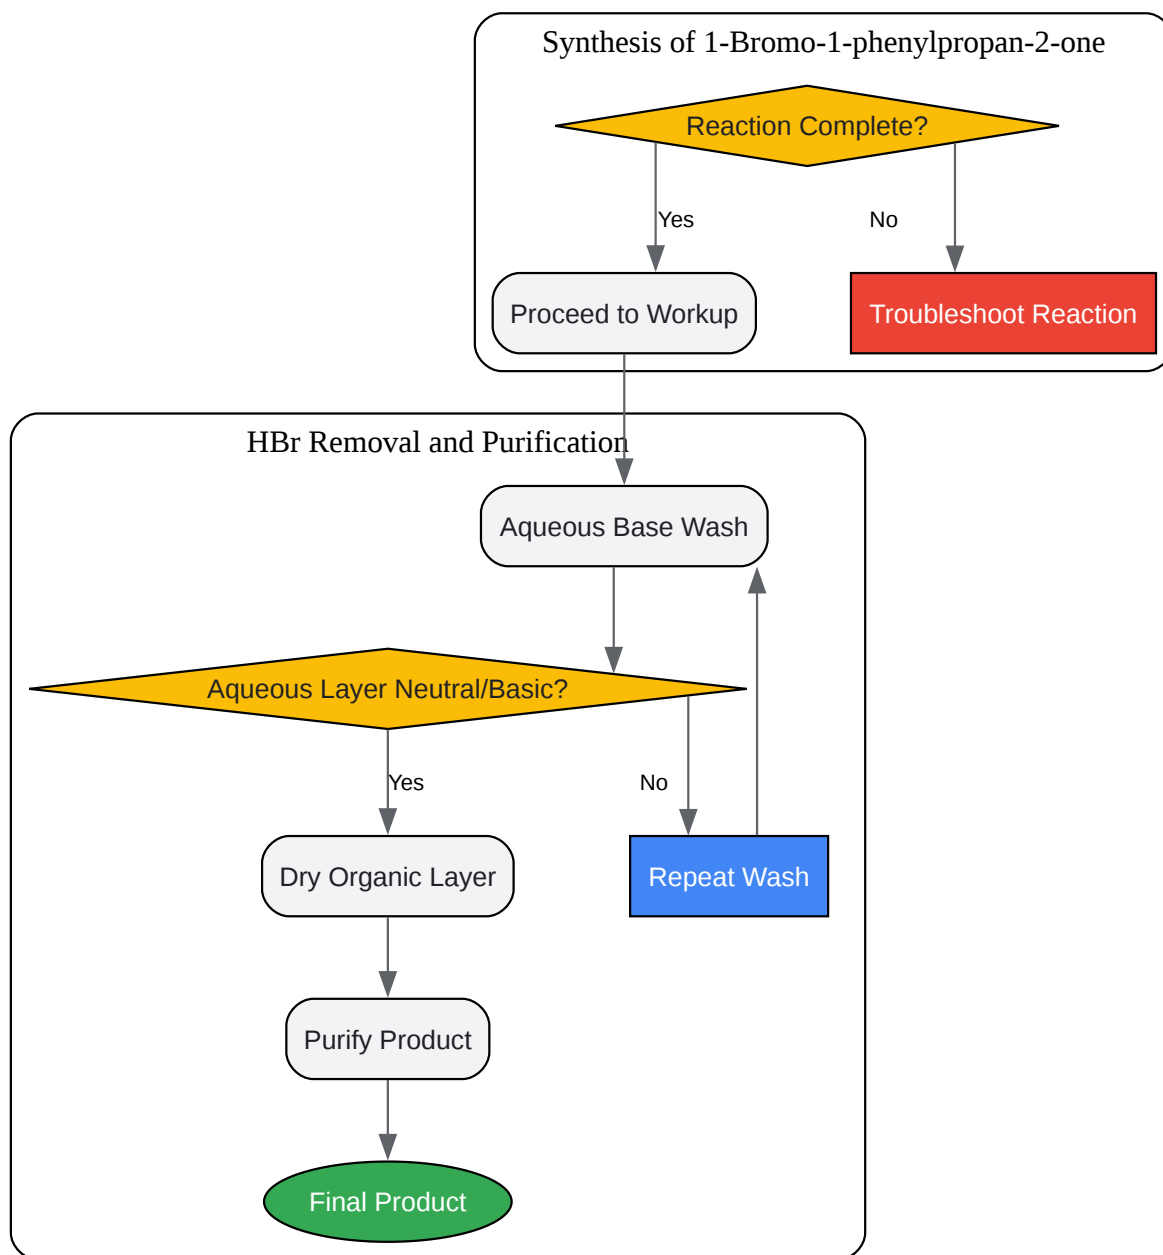 Synthesis of 1-Bromo-1-phenylpropan-2-one
Reaction Complete?
Yes
No
Proceed to Workup
Troubleshoot Reaction
HBr Removal and Purification
Aqueous Base Wash
Aqueous Layer Neutral/Basic?
Yes
No
Dry Organic Layer
Repeat Wash
Purify Product
Final Product